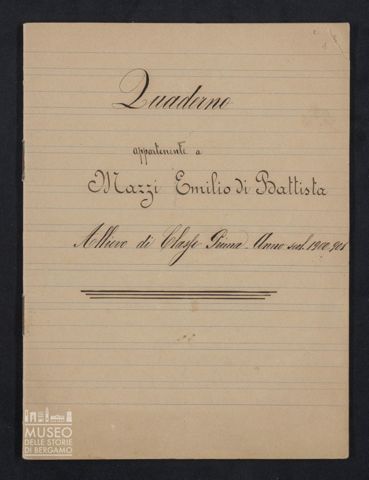 Quaderno
appartenente a
Mazzi Emilio di Battista
Allievo di Classe Prima - Anno scol. 1900-901
MUSEO
DELLE STORIE
DI BERGAMO